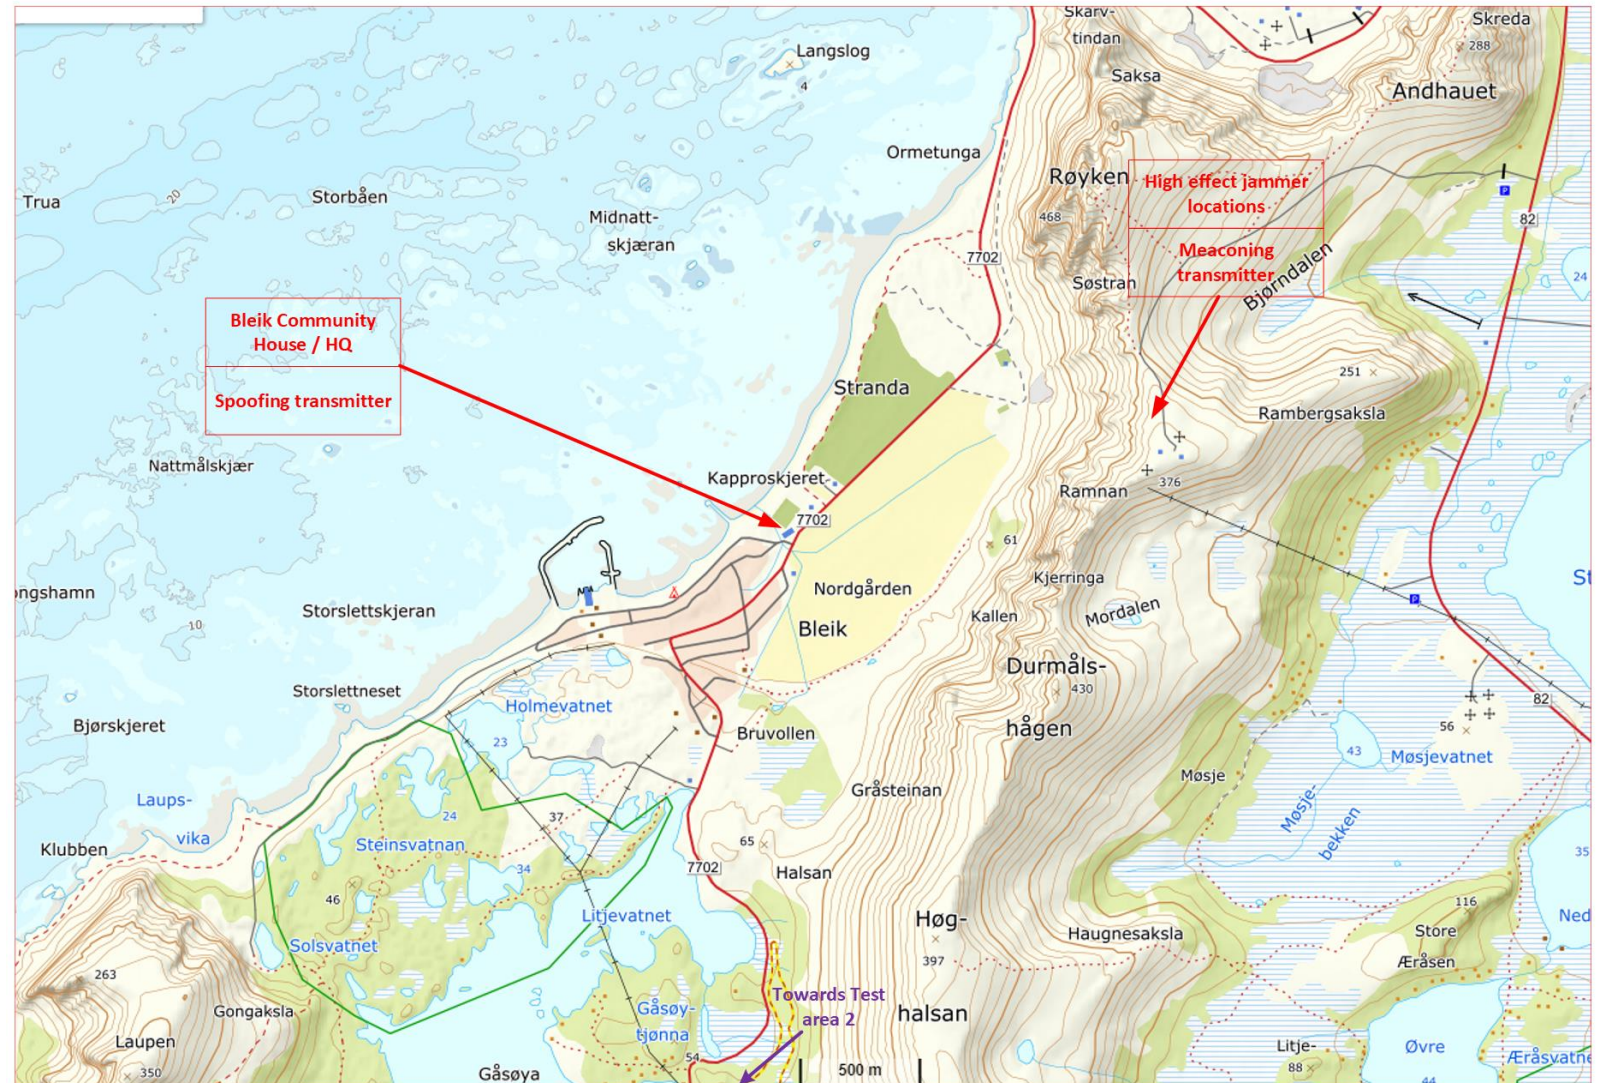 Skarv-
tindan
Skreda
288
Langslog
4
Saksa
Andhauet
Ormetunga
Røyken
468
High effect jammer
locations
Meaconing
transmitter
Trua
20
Storbåen
Midnatt-
skjæran
7702
82
Søstran
Bjørndalen
24
Bleik Community
House / HQ
Spoofing transmitter
Stranda
251
Rambergsaksla
Nattmålskjær
Kapproskjeret
7702
Ramnan
376
61
Kjerringa
ongshamn
Storslettskjeran
10
Nordgården
Bleik
Kallen
Mordalen
St
Durmåls-
430
hågen
Storslettneset
Holmevatnet
23
Bjørskjeret
Bruvollen
82
56
43
Møsjevatnet
Møsje
Møsje-
bekken
Gråsteinan
Laups-
vika
Klubben
24
37
Steinsvatnan
34
65
7702
Halsan
35
46
Solsvatnet
Litjevatnet
Høg-
397
halsan
Haugnesaksla
116
Store
Æråsen
Ned
263
Gongaksla
Laupen
350
Gåsøy-
tjønna
Towards Test
area 2
54
Gåsøya
500 m
Litje-
88
Øvre
44
Æråsvatne